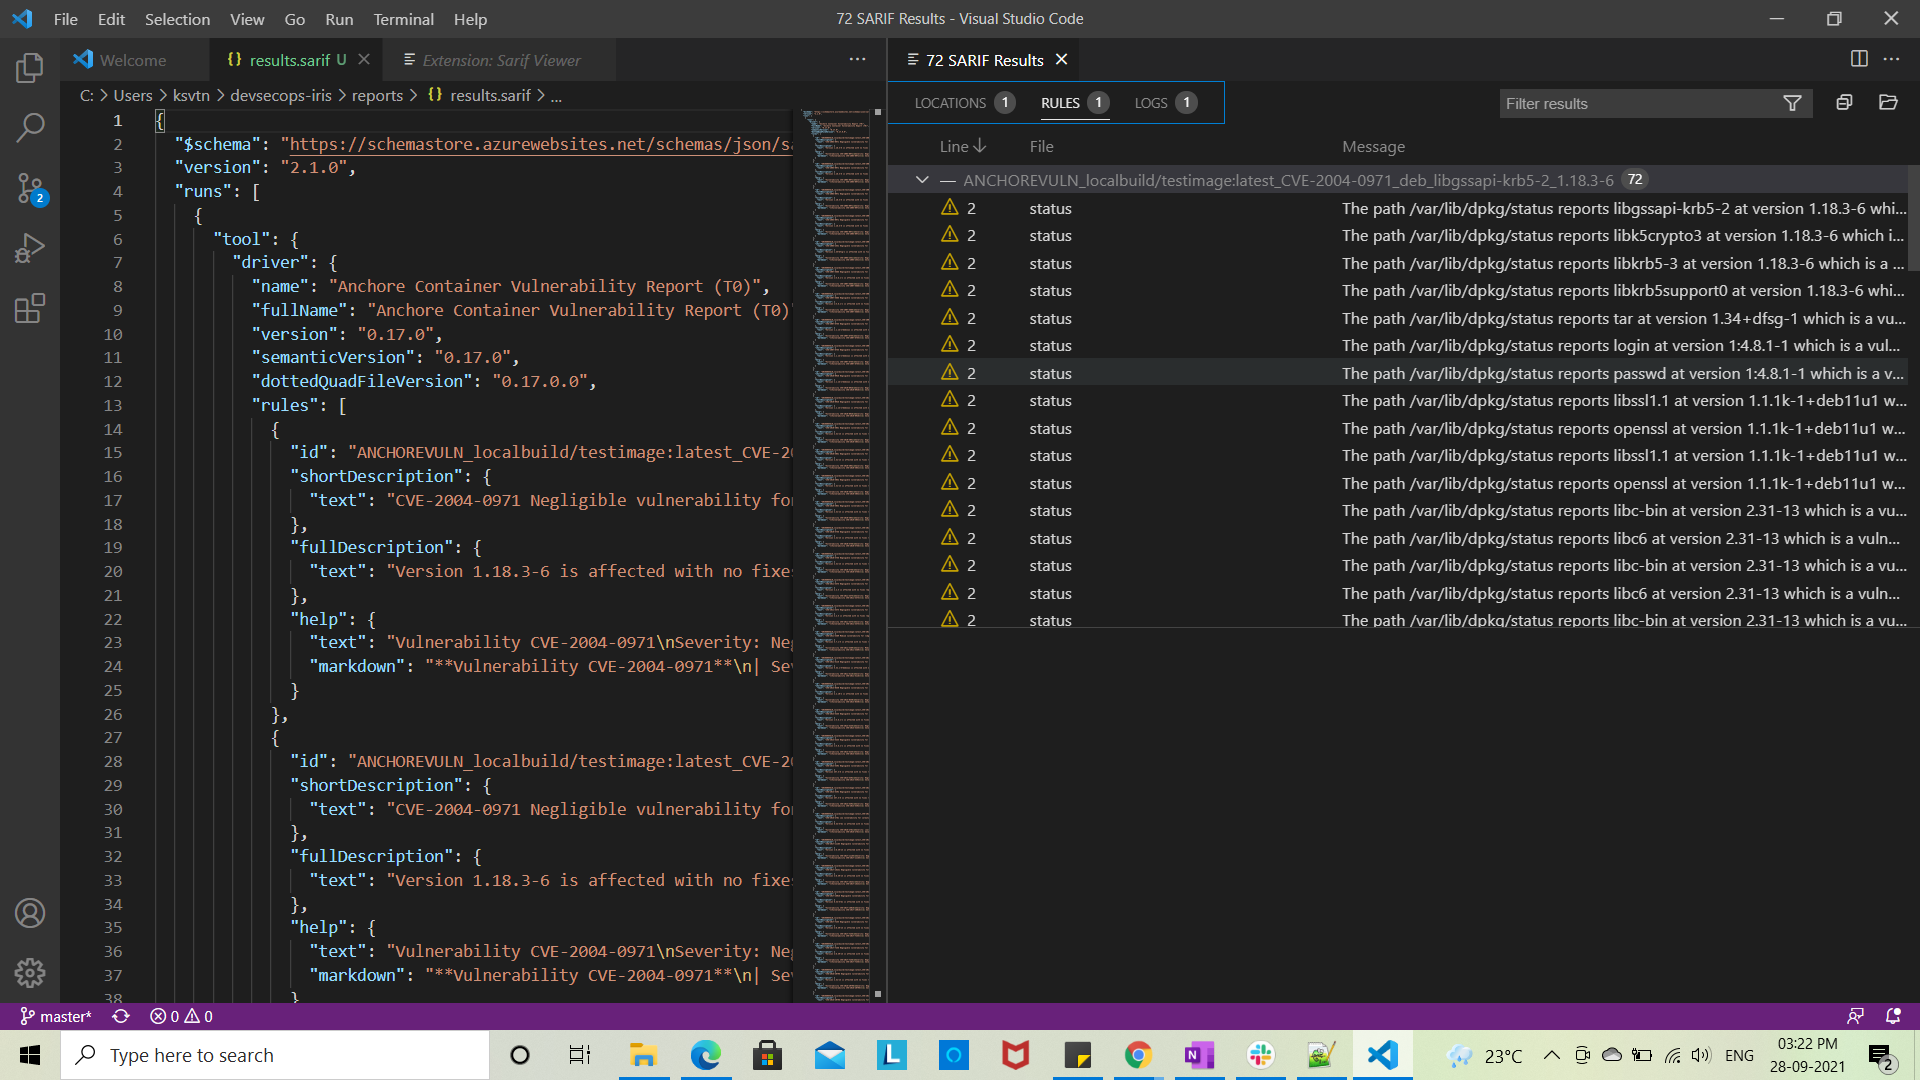 File Edit Selection View Go Run Terminal Help
72 SARIF Results - Visual Studio Code
Welcome
{} results.sarif U
Extension: Sarif Viewer
72 SARIF Results
C: > Users > ksvtn > devsecops-iris > reports > {} results.sarif > ...
LOCATIONS 1 RULES 1 LOGS 1
Filter results
1 {
2 "$schema": "https://schemastore.azurewebsites.net/schemas/json/sa
3 "version": "2.1.0",
4 "runs": [
5 {
6 "tool": {
7 "driver": {
8 "name": "Anchore Container Vulnerability Report (T0)",
9 "fullName": "Anchore Container Vulnerability Report (T0)"
10 "version": "0.17.0",
11 "semanticVersion": "0.17.0",
12 "dottedQuadFileVersion": "0.17.0.0",
13 "rules": [
14 {
15 "id": "ANCHOREVULN_localbuild/testimage:latest_CVE-20
16 "shortDescription": {
17 "text": "CVE-2004-0971 Negligible vulnerability for
18 },
19 "fullDescription": {
20 "text": "Version 1.18.3-6 is affected with no fixes
21 },
22 "help": {
23 "text": "Vulnerability CVE-2004-0971\nSeverity: Neg
24 "markdown": "**Vulnerability CVE-2004-0971**\n| Sev
25 }
26 },
27 {
28 "id": "ANCHOREVULN_localbuild/testimage:latest_CVE-20
29 "shortDescription": {
30 "text": "CVE-2004-0971 Negligible vulnerability for
31 },
32 "fullDescription": {
33 "text": "Version 1.18.3-6 is affected with no fixes
34 },
35 "help": {
36 "text": "Vulnerability CVE-2004-0971\nSeverity: Neg
37 "markdown": "**Vulnerability CVE-2004-0971**\n| Sev
38 }
Line File Message
ANCHOREVULN_localbuild/testimage:latest_CVE-2004-0971_deb_libgssapi-krb5-2_1.18.3-6 72
2 status The path /var/lib/dpkg/status reports libgssapi-krb5-2 at version 1.18.3-6 whi...
2 status The path /var/lib/dpkg/status reports libk5crypto3 at version 1.18.3-6 which i...
2 status The path /var/lib/dpkg/status reports libkrb5-3 at version 1.18.3-6 which is a ...
2 status The path /var/lib/dpkg/status reports libkrb5support0 at version 1.18.3-6 whi...
2 status The path /var/lib/dpkg/status reports tar at version 1.34+dfsg-1 which is a vu...
2 status The path /var/lib/dpkg/status reports login at version 1:4.8.1-1 which is a vul...
2 status The path /var/lib/dpkg/status reports passwd at version 1:4.8.1-1 which is a v...
2 status The path /var/lib/dpkg/status reports libssl1.1 at version 1.1.1k-1+deb11u1 w...
2 status The path /var/lib/dpkg/status reports openssl at version 1.1.1k-1+deb11u1 w...
2 status The path /var/lib/dpkg/status reports libssl1.1 at version 1.1.1k-1+deb11u1 w...
2 status The path /var/lib/dpkg/status reports openssl at version 1.1.1k-1+deb11u1 w...
2 status The path /var/lib/dpkg/status reports libc-bin at version 2.31-13 which is a vu...
2 status The path /var/lib/dpkg/status reports libc6 at version 2.31-13 which is a vuln...
2 status The path /var/lib/dpkg/status reports libc-bin at version 2.31-13 which is a vu...
2 status The path /var/lib/dpkg/status reports libc6 at version 2.31-13 which is a vuln...
2 status The path /var/lib/dpkg/status reports libc-bin at version 2.31-13 which is a vu...
2
master* 0 0
Type here to search
L
N
23°C
ENG
03:22 PM
28-09-2021
2